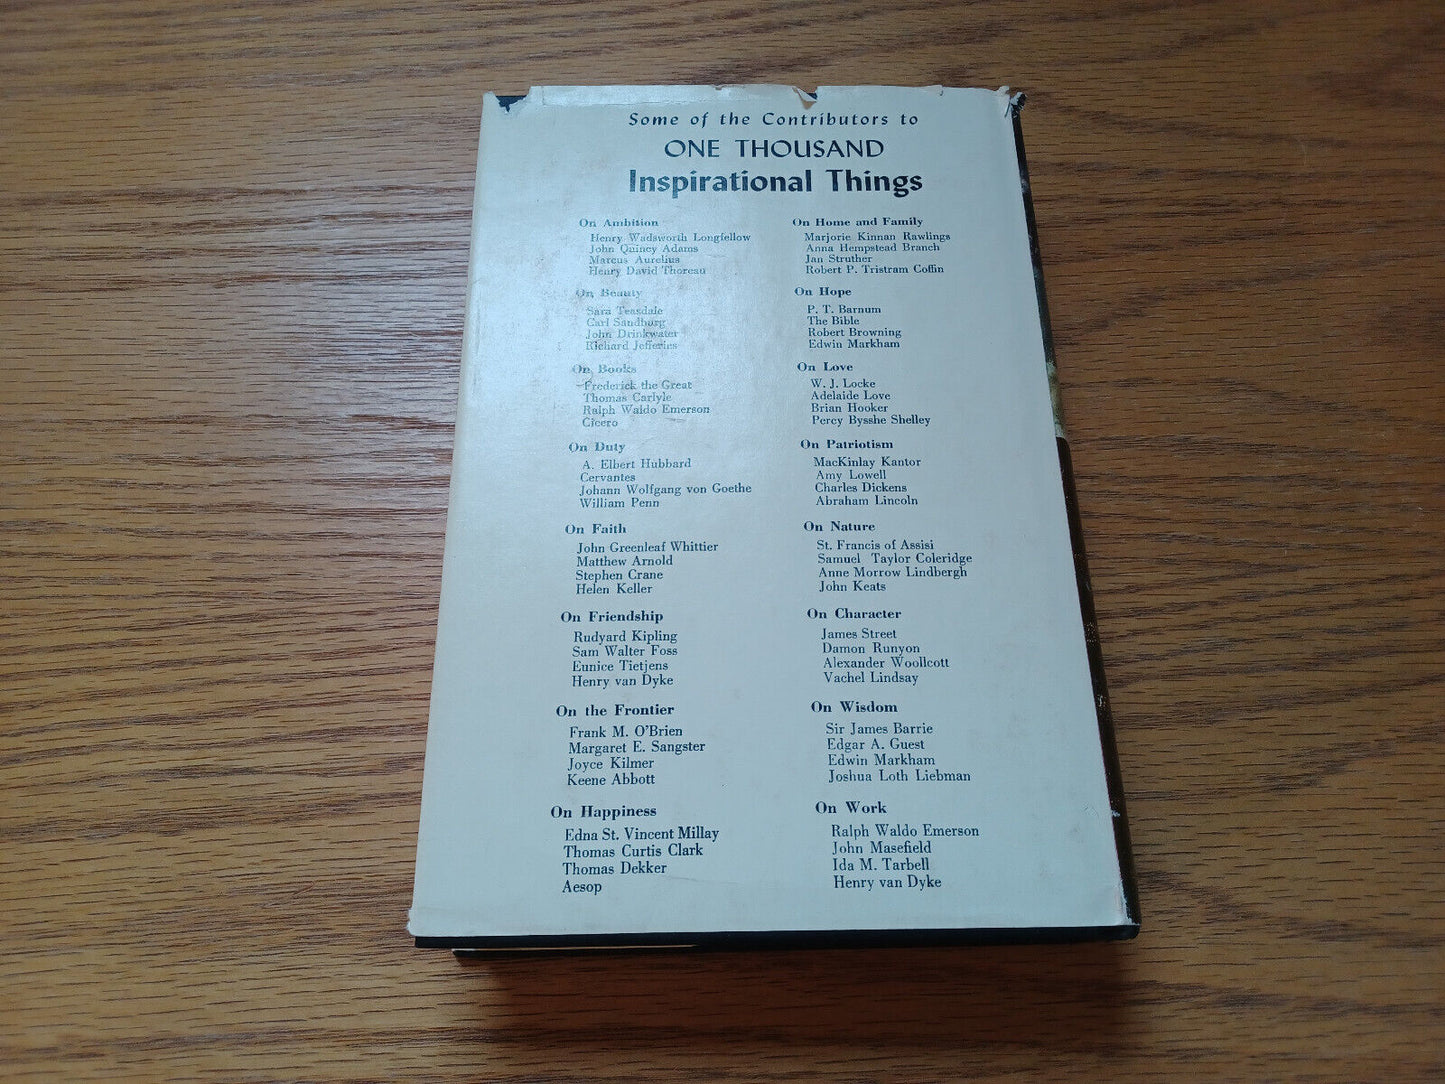 Some of the Contributors to
ONE THOUSAND
Inspirational Things
On Ambition
Henry Wadsworth Longfellow
John Quincy Adams
Marcus Aurelius
Henry David Thoreau
On Beauty
Sara Teasdale
Carl Sandburg
John Drinkwater
Richard Jefferies
On Books
Frederick the Great
Thomas Carlyle
Ralph Waldo Emerson
Cicero
On Duty
A. Elbert Hubbard
Cervantes
Johann Wolfgang von Goethe
William Penn
On Faith
John Greenleaf Whittier
Matthew Arnold
Stephen Crane
Helen Keller
On Friendship
Rudyard Kipling
Sam Walter Foss
Eunice Tietjens
Henry van Dyke
On the Frontier
Frank M. O'Brien
Margaret E. Sangster
Joyce Kilmer
Keene Abbott
On Happiness
Edna St. Vincent Millay
Thomas Curtis Clark
Thomas Dekker
Aesop
On Home and Family
Marjorie Kinnan Rawlings
Anna Hempstead Branch
Jan Struther
Robert P. Tristram Coffin
On Hope
P. T. Barnum
The Bible
Robert Browning
Edwin Markham
On Love
W. J. Locke
Adelaide Love
Brian Hooker
Percy Bysshe Shelley
On Patriotism
MacKinlay Kantor
Amy Lowell
Charles Dickens
Abraham Lincoln
On Nature
St. Francis of Assisi
Samuel Taylor Coleridge
Anne Morrow Lindbergh
John Keats
On Character
James Street
Damon Runyon
Alexander Woollcott
Vachel Lindsay
On Wisdom
Sir James Barrie
Edgar A. Guest
Edwin Markham
Joshua Loth Liebman
On Work
Ralph Waldo Emerson
John Masefield
Ida M. Tarbell
Henry van Dyke